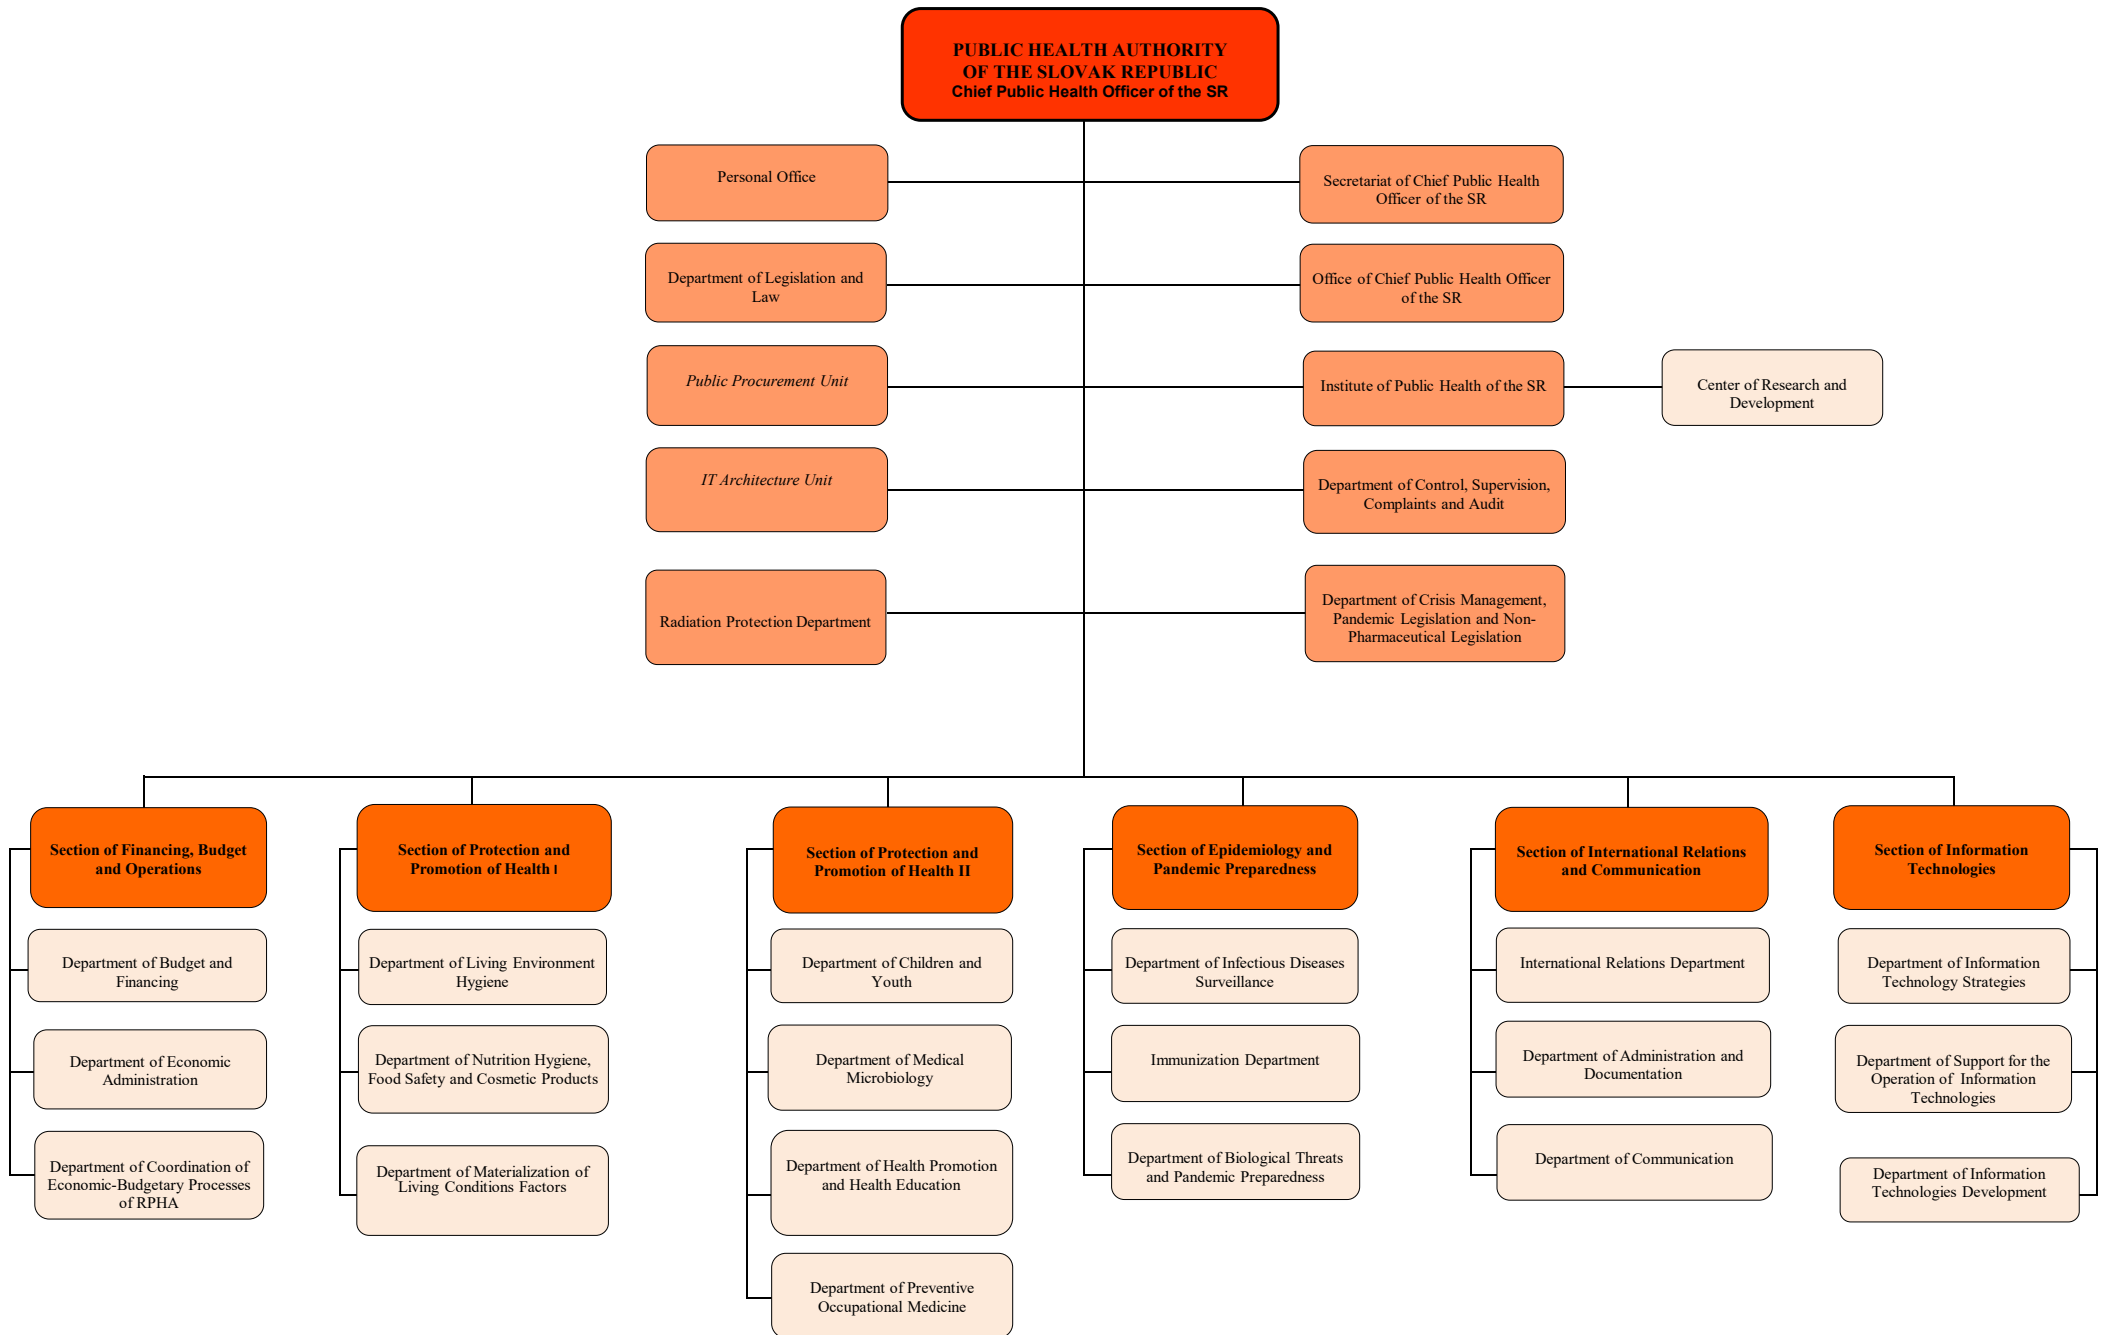 PUBLIC HEALTH AUTHORITY
OF THE SLOVAK REPUBLIC
Chief Public Health Officer of the SR
Personal Office
Secretariat of Chief Public Health
Officer of the SR
Department of Legislation and
Law
Office of Chief Public Health Officer
of the SR
Public Procurement Unit
Institute of Public Health of the SR
Center of Research and
Development
IT Architecture Unit
Department of Control, Supervision,
Complaints and Audit
Radiation Protection Department
Department of Crisis Management,
Pandemic Legislation and Non-
Pharmaceutical Legislation
Section of Financing, Budget
and Operations
Department of Budget and
Financing
Department of Economic
Administration
Department of Coordination of
Economic-Budgetary Processes
of RPHA
Section of Protection and
Promotion of Health I
Department of Living Environment
Hygiene
Department of Nutrition Hygiene,
Food Safety and Cosmetic Products
Department of Materialization of
Living Conditions Factors
Section of Protection and
Promotion of Health II
Department of Children and
Youth
Department of Medical
Microbiology
Department of Health Promotion
and Health Education
Department of Preventive
Occupational Medicine
Section of Epidemiology and
Pandemic Preparedness
Department of Infectious Diseases
Surveillance
Immunization Department
Department of Biological Threats
and Pandemic Preparedness
Section of International Relations
and Communication
International Relations Department
Department of Administration and
Documentation
Department of Communication
Section of Information
Technologies
Department of Information
Technology Strategies
Department of Support for the
Operation of Information
Technologies
Department of Information
Technologies Development